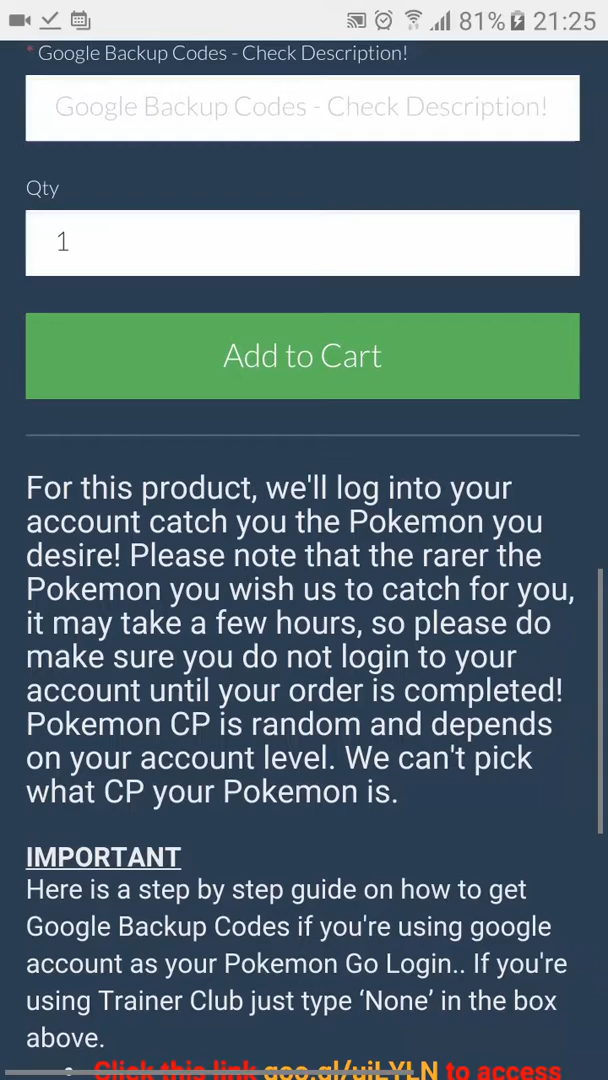 81% 21:25
* Google Backup Codes - Check Description!
Google Backup Codes - Check Description!
Qty
1
Add to Cart
For this product, we'll log into your
account catch you the Pokemon you
desire! Please note that the rarer the
Pokemon you wish us to catch for you,
it may take a few hours, so please do
make sure you do not login to your
account until your order is completed!
Pokemon CP is random and depends
on your account level. We can't pick
what CP your Pokemon is.
IMPORTANT
Here is a step by step guide on how to get
Google Backup Codes if you're using google
account as your Pokemon Go Login.. If you're
using Trainer Club just type ‘None’ in the box
above.
• Click this link to access